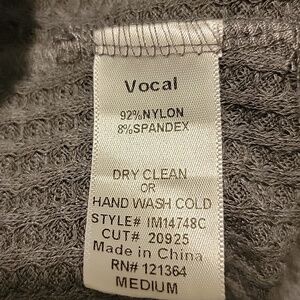 Vocal
92%NYLON
8%SPANDEX
DRY CLEAN
OR
HAND WASH COLD
STYLE# IM14748C
CUT# 20925
Made in China
RN# 121364
MEDIUM